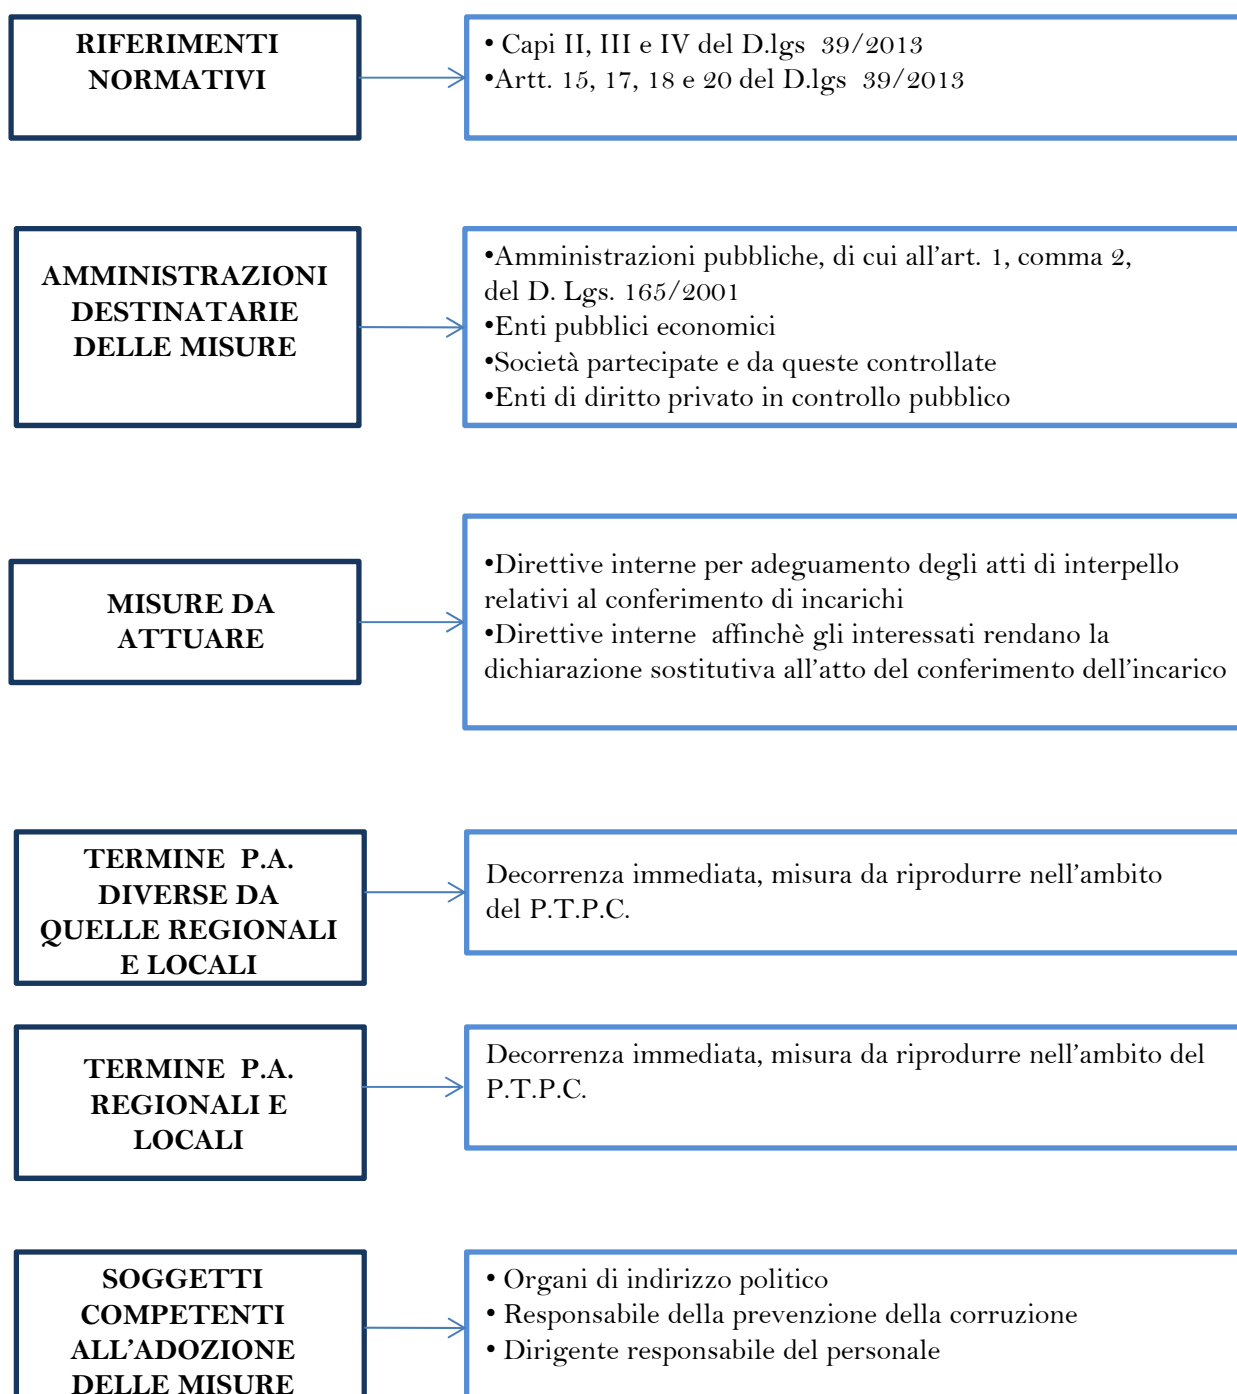 RIFERIMENTI
NORMATIVI
• Capi II, III e IV del D.lgs 39/2013
•Artt. 15, 17, 18 e 20 del D.lgs 39/2013
AMMINISTRAZIONI
DESTINATARIE
DELLE MISURE
•Amministrazioni pubbliche, di cui all’art. 1, comma 2,
del D. Lgs. 165/2001
•Enti pubblici economici
•Società partecipate e da queste controllate
•Enti di diritto privato in controllo pubblico
MISURE DA
ATTUARE
•Direttive interne per adeguamento degli atti di interpello
relativi al conferimento di incarichi
•Direttive interne affinchè gli interessati rendano la
dichiarazione sostitutiva all’atto del conferimento dell’incarico
TERMINE P.A.
DIVERSE DA
QUELLE REGIONALI
E LOCALI
Decorrenza immediata, misura da riprodurre nell’ambito
del P.T.P.C.
TERMINE P.A.
REGIONALI E
LOCALI
Decorrenza immediata, misura da riprodurre nell’ambito del
P.T.P.C.
SOGGETTI
COMPETENTI
ALL’ADOZIONE
DELLE MISURE
• Organi di indirizzo politico
• Responsabile della prevenzione della corruzione
• Dirigente responsabile del personale